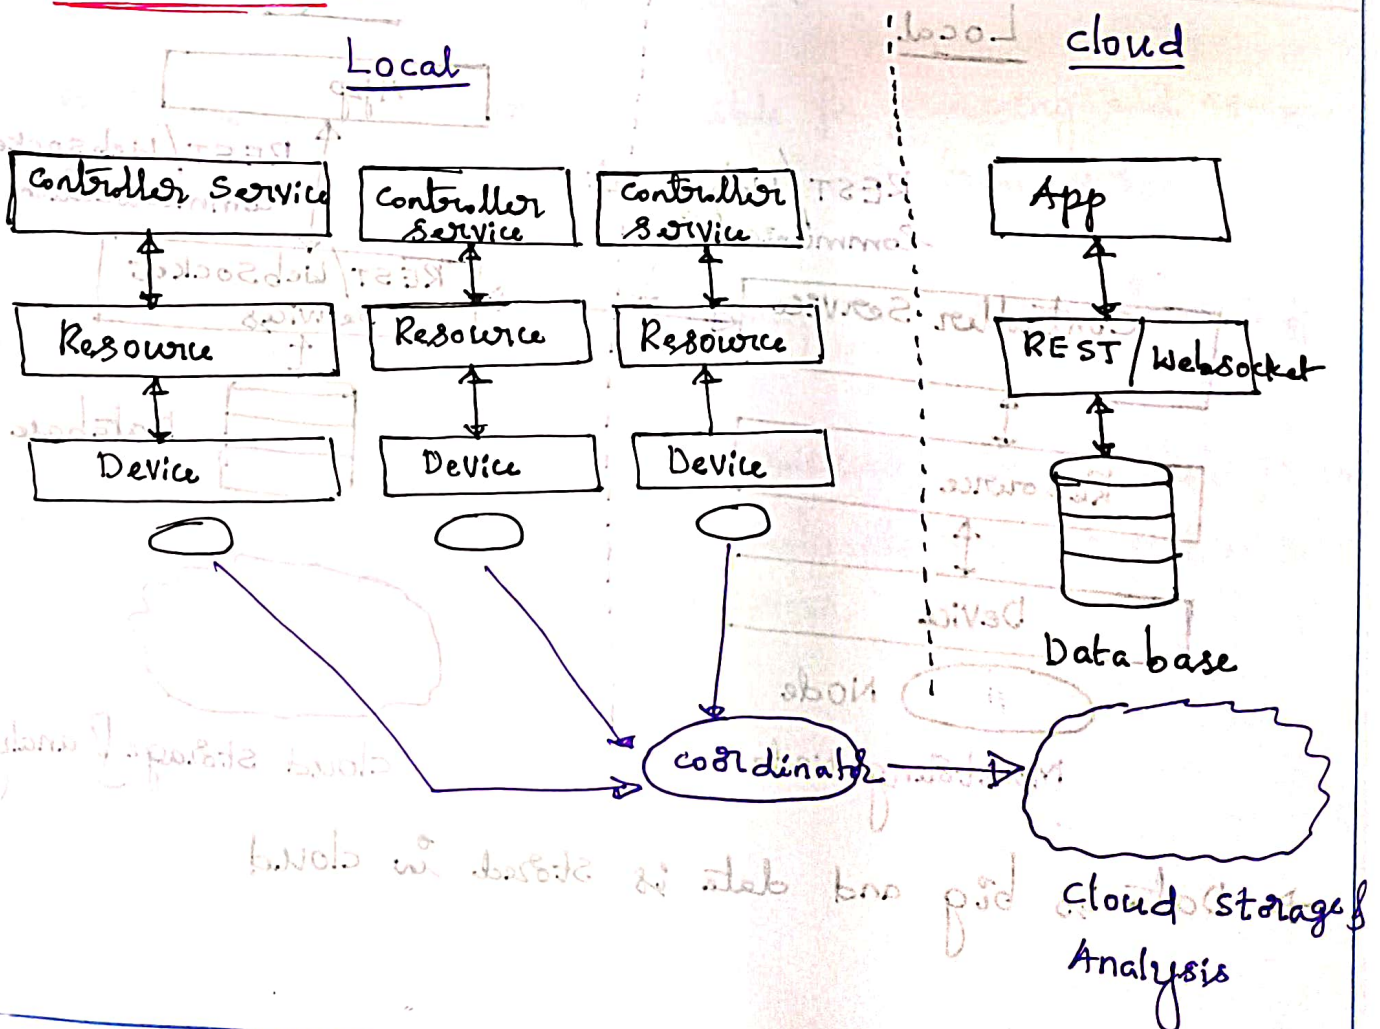 Local
cloud
Controller Service
Controller
Service
Controller
Service
App
Resource
Resource
Resource
REST / Websocket
Device
Device
Device
Database
coordinator
cloud storage &
Analysis